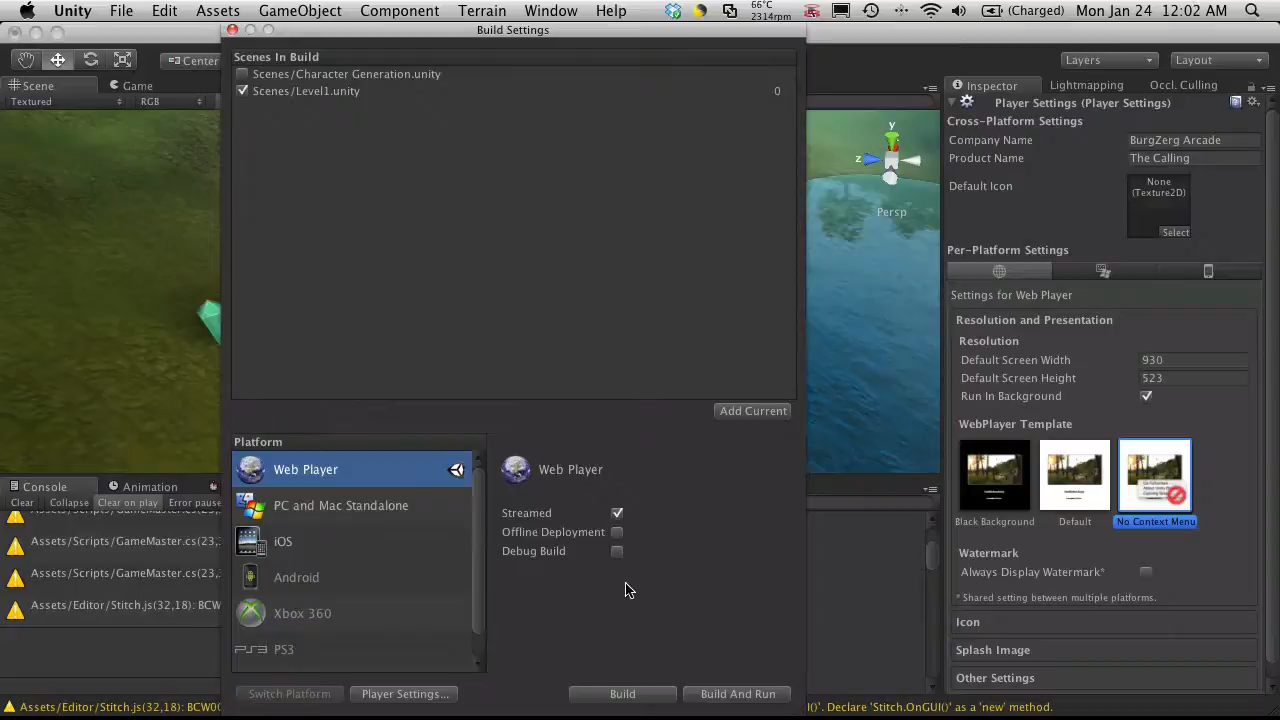 Unity File Edit Assets GameObject Component Terrain Window Help 66°C 2314rpm (Charged) Mon Jan 24 12:02 AM
Build Settings
Center
Layers Layout
Scene Game
Textured RGB
Scenes In Build
Scenes/Character Generation.unity
Scenes/Level1.unity 0
Add Current
Platform
Web Player
PC and Mac Standalone
iOS
Android
Xbox 360
PS3
Web Player
Streamed
Offline Deployment
Debug Build
Switch Platform Player Settings... Build Build And Run
y
z
Persp
Inspector Lightmapping Occl. Culling
Player Settings (Player Settings)
Cross-Platform Settings
Company Name BurgZerg Arcade
Product Name The Calling
Default Icon None
(Texture2D)
Select
Per-Platform Settings
Settings for Web Player
Resolution and Presentation
Resolution
Default Screen Width 930
Default Screen Height 523
Run In Background
WebPlayer Template
Black Background Default No Context Menu
Watermark
Always Display Watermark*
* Shared setting between multiple platforms.
Icon
Splash Image
Other Settings
Console Animation
Clear Collapse Clear on play Error pause
Assets/Scripts/GameMaster.cs(23,
Assets/Scripts/GameMaster.cs(23,
Assets/Editor/Stitch.js(32,18): BCW
Assets/Editor/Stitch.js(32,18): BCW00 ()'. Declare 'Stitch.OnGUI()' as a 'new' method.